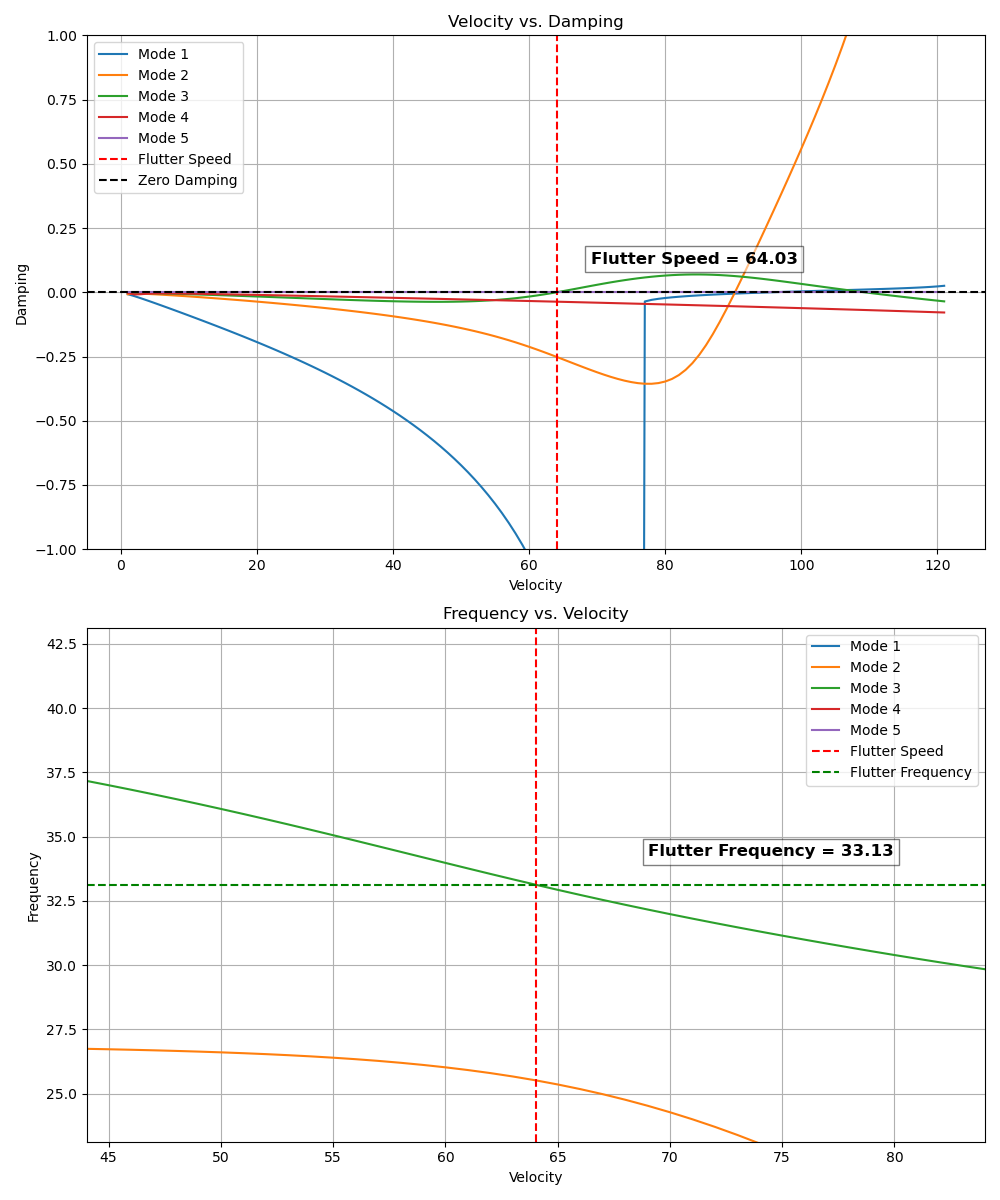 Velocity vs. Damping
1.00
0.75
0.50
0.25
0.00
−0.25
−0.50
−0.75
−1.00
Damping
Mode 1
Mode 2
Mode 3
Mode 4
Mode 5
Flutter Speed
Zero Damping
Flutter Speed = 64.03
0 20 40 60 80 100 120
Velocity
Frequency vs. Velocity
42.5
40.0
37.5
35.0
32.5
30.0
27.5
25.0
Frequency
Mode 1
Mode 2
Mode 3
Mode 4
Mode 5
Flutter Speed
Flutter Frequency
Flutter Frequency = 33.13
45 50 55 60 65 70 75 80
Velocity